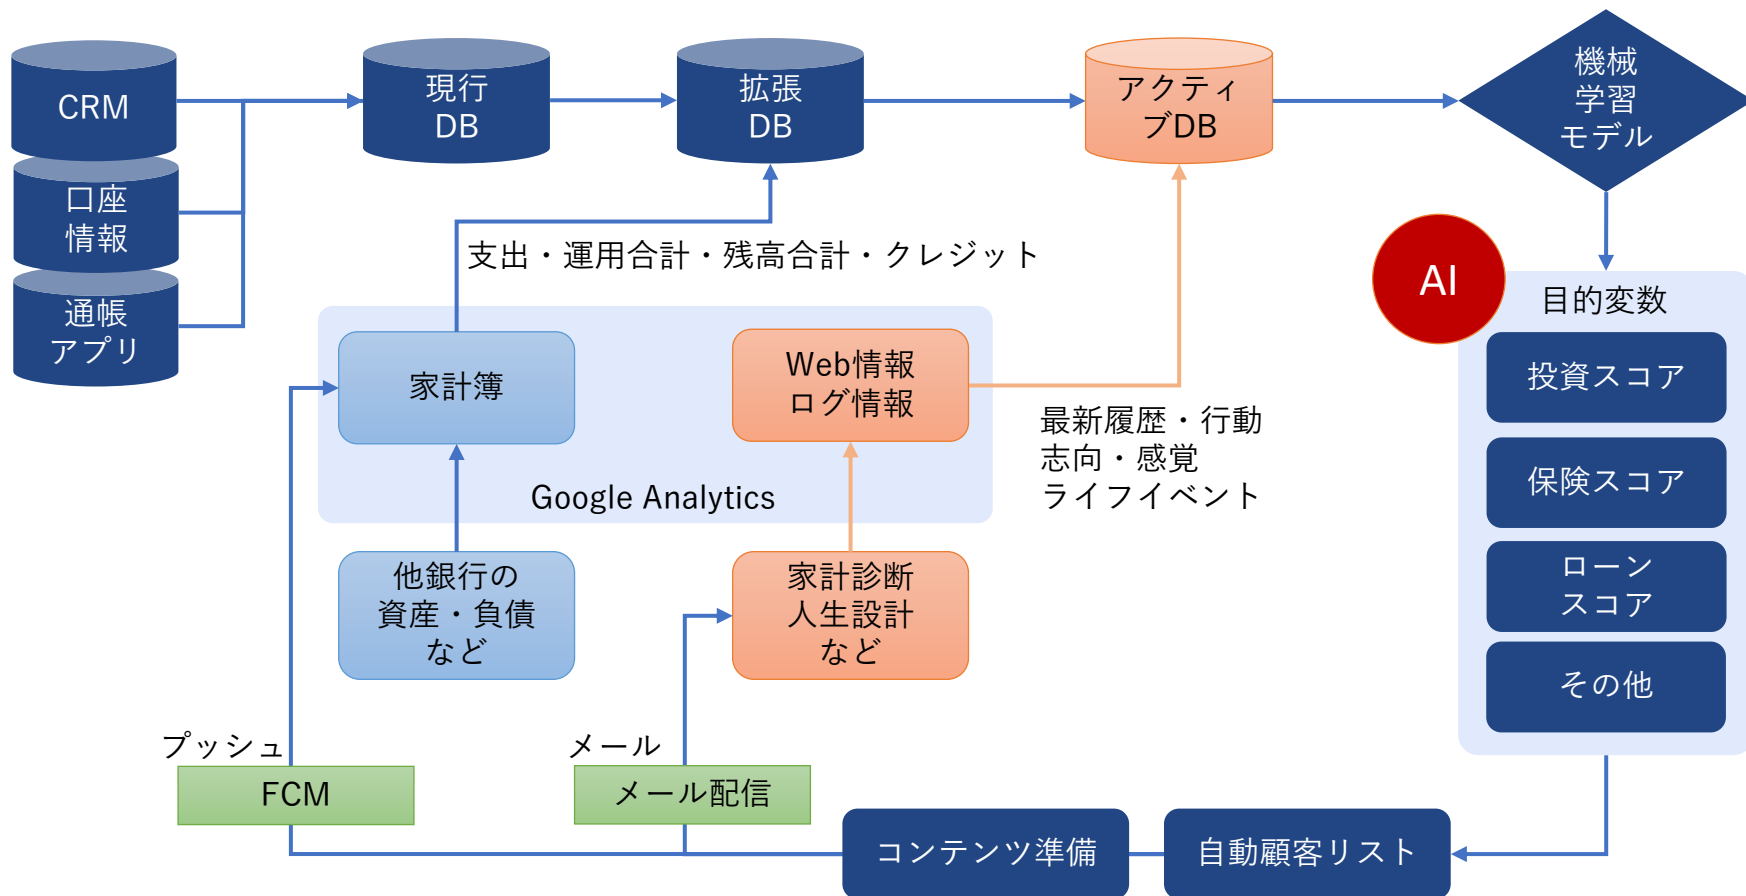 CRM
口座
情報
通帳
アプリ
現行
DB
拡張
DB
アクティ
ブDB
機械
学習
モデル
支出・運用合計・残高合計・クレジット
家計簿
Web情報
ログ情報
Google Analytics
最新履歴・行動
志向・感覚
ライフイベント
他銀行の
資産・負債
など
家計診断
人生設計
など
AI
目的変数
投資スコア
保険スコア
ローン
スコア
その他
プッシュ
FCM
メール
メール配信
コンテンツ準備
自動顧客リスト